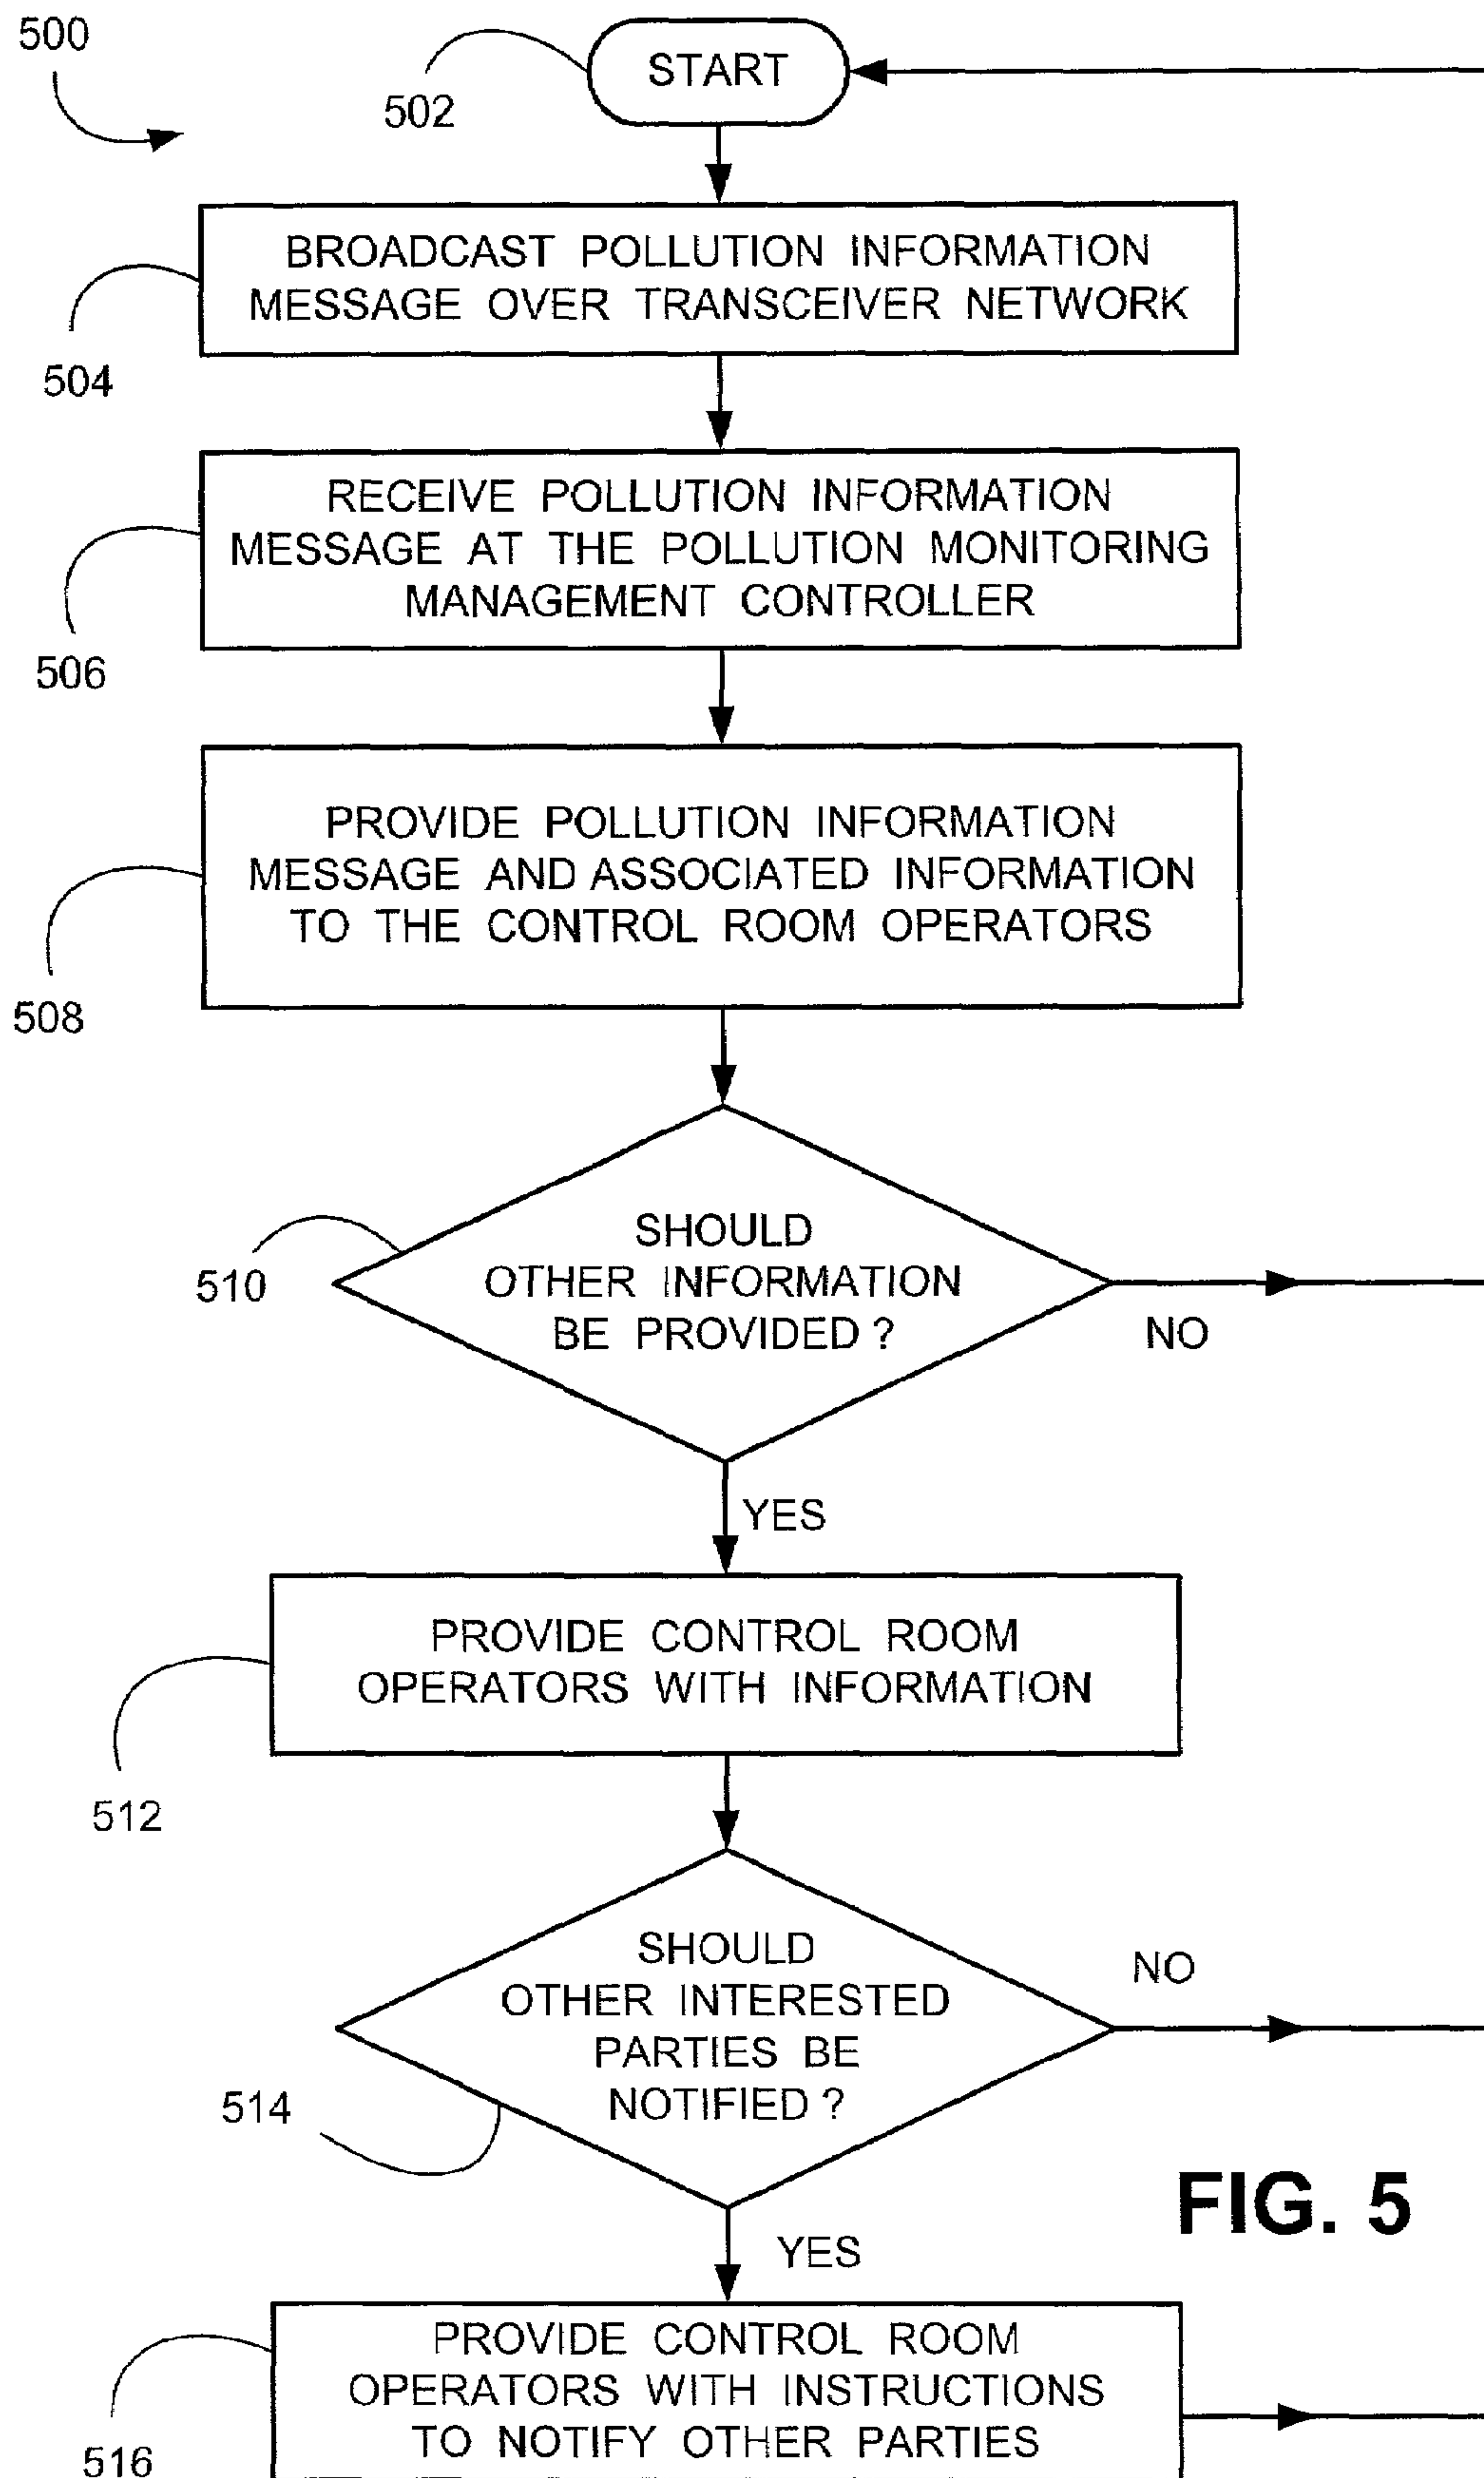 500
START
502
BROADCAST POLLUTION INFORMATION
MESSAGE OVER TRANSCEIVER NETWORK
504
RECEIVE POLLUTION INFORMATION
MESSAGE AT THE POLLUTION MONITORING
MANAGEMENT CONTROLLER
506
PROVIDE POLLUTION INFORMATION
MESSAGE AND ASSOCIATED INFORMATION
TO THE CONTROL ROOM OPERATORS
508
SHOULD
OTHER INFORMATION
BE PROVIDED ?
510
NO
YES
PROVIDE CONTROL ROOM
OPERATORS WITH INFORMATION
512
SHOULD
OTHER INTERESTED
PARTIES BE
NOTIFIED ?
NO
514
FIG. 5
YES
PROVIDE CONTROL ROOM
OPERATORS WITH INSTRUCTIONS
TO NOTIFY OTHER PARTIES
516